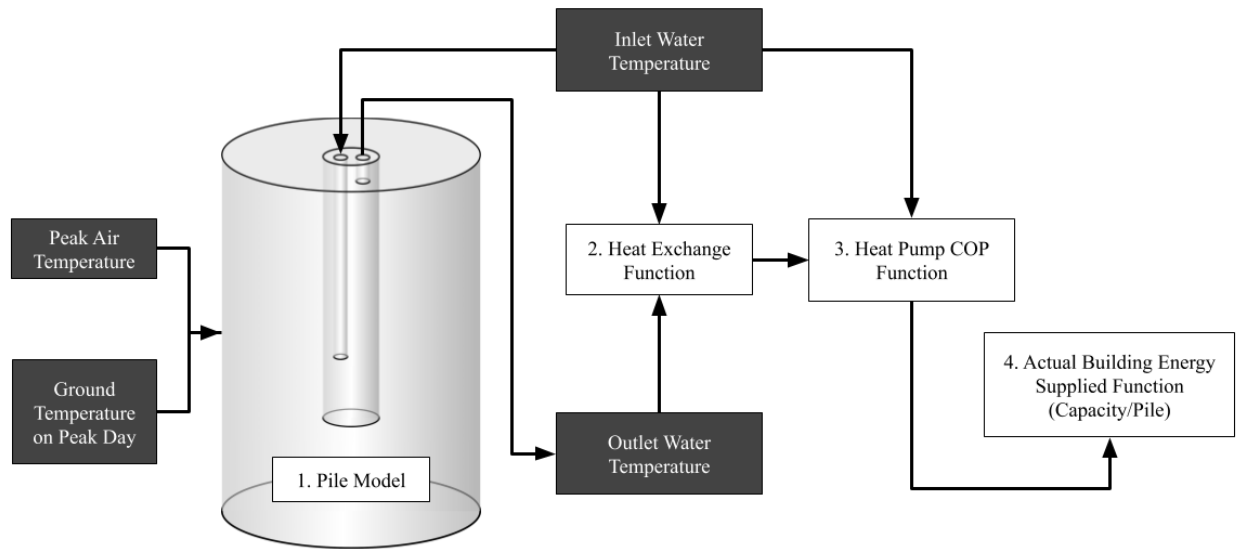 Inlet Water
Temperature
Peak Air
Temperature
Ground
Temperature
on Peak Day
1. Pile Model
2. Heat Exchange
Function
3. Heat Pump COP
Function
Outlet Water
Temperature
4. Actual Building Energy
Supplied Function
(Capacity/Pile)